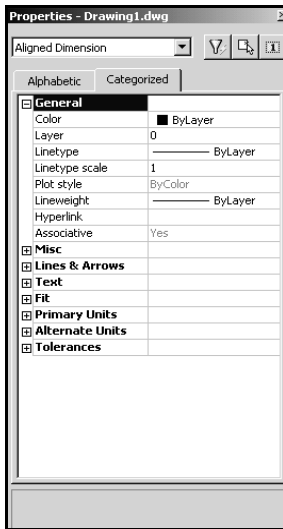 Properties - Drawing1.dwg
Aligned Dimension
Alphabetic Categorized
General
Color ByLayer
Layer 0
Linetype ByLayer
Linetype scale 1
Plot style ByColor
Lineweight ByLayer
Hyperlink
Associative Yes
Misc
Lines & Arrows
Text
Fit
Primary Units
Alternate Units
Tolerances